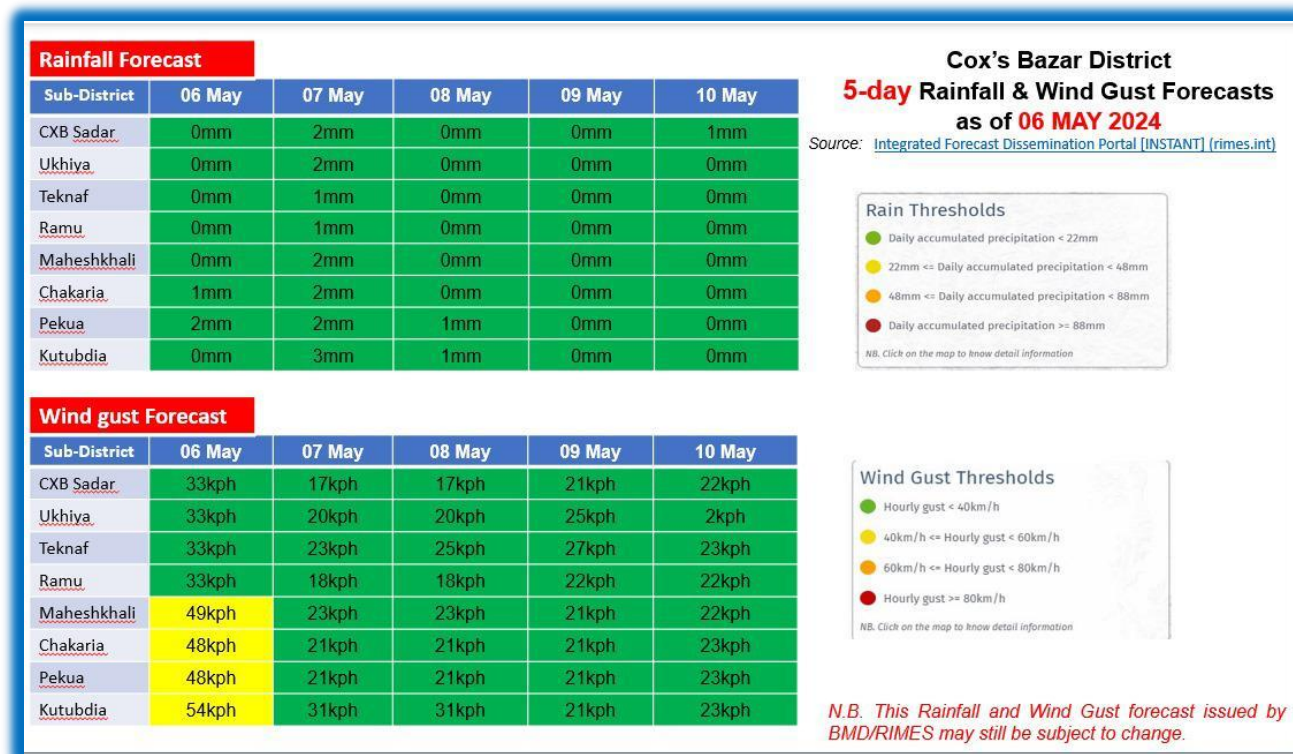 Rainfall Forecast
Sub-District 06 May 07 May 08 May 09 May 10 May
CXB Sadar 0mm 2mm 0mm 0mm 1mm
Ukhiya 0mm 2mm 0mm 0mm 0mm
Teknaf 0mm 1mm 0mm 0mm 0mm
Ramu 0mm 1mm 0mm 0mm 0mm
Maheshkhali 0mm 2mm 0mm 0mm 0mm
Chakaria 1mm 2mm 0mm 0mm 0mm
Pekua 2mm 2mm 1mm 0mm 0mm
Kutubdia 0mm 3mm 1mm 0mm 0mm
Cox's Bazar District
5-day Rainfall & Wind Gust Forecasts
as of 06 MAY 2024
Source: Integrated Forecast Dissemination Portal [INSTANT] (rimes.int)
Rain Thresholds
Daily accumulated precipitation < 22mm
22mm <= Daily accumulated precipitation < 48mm
48mm <= Daily accumulated precipitation < 88mm
Daily accumulated precipitation >= 88mm
NB. Click on the map to know detail information
Wind gust Forecast
Sub-District 06 May 07 May 08 May 09 May 10 May
CXB Sadar 33kph 17kph 17kph 21kph 22kph
Ukhiya 33kph 20kph 20kph 25kph 2kph
Teknaf 33kph 23kph 25kph 27kph 23kph
Ramu 33kph 18kph 18kph 22kph 22kph
Maheshkhali 49kph 23kph 23kph 21kph 22kph
Chakaria 48kph 21kph 21kph 21kph 23kph
Pekua 48kph 21kph 21kph 21kph 23kph
Kutubdia 54kph 31kph 31kph 21kph 23kph
Wind Gust Thresholds
Hourly gust < 40km/h
40km/h <= Hourly gust < 60km/h
60km/h <= Hourly gust < 80km/h
Hourly gust >= 80km/h
NB. Click on the map to know detail information
N.B. This Rainfall and Wind Gust forecast issued by
BMD/RIMES may still be subject to change.